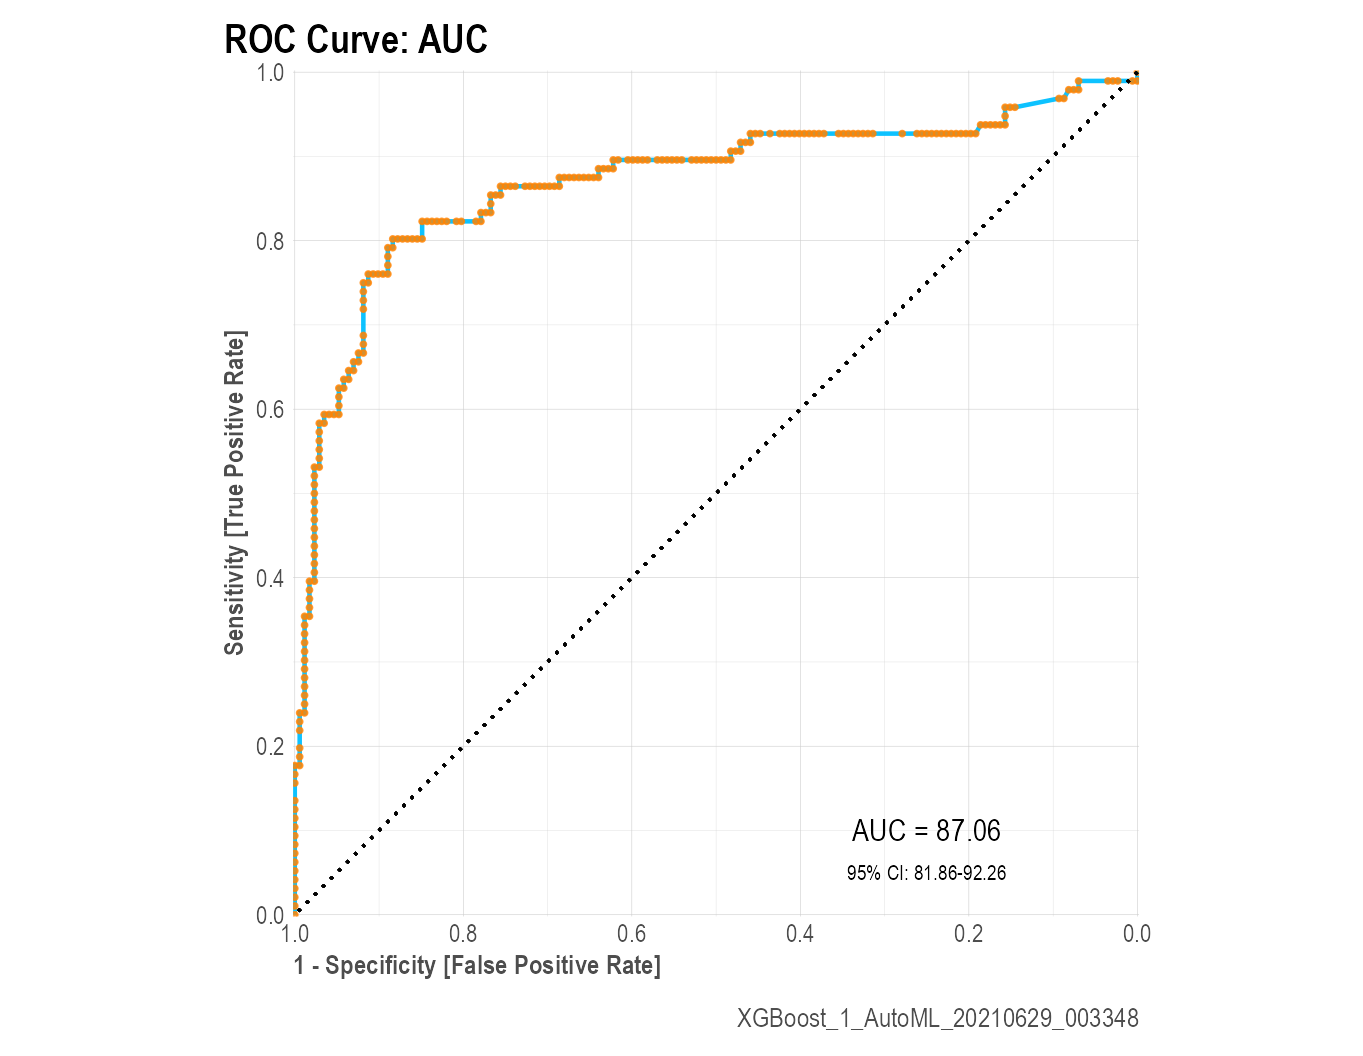 ROC Curve: AUC
Sensitivity [True Positive Rate]
1.0
0.8
0.6
0.4
0.2
0.0
AUC = 87.06
95% CI: 81.86-92.26
1.0 0.8 0.6 0.4 0.2 0.0
1 - Specificity [False Positive Rate]
XGBoost_1_AutoML_20210629_003348